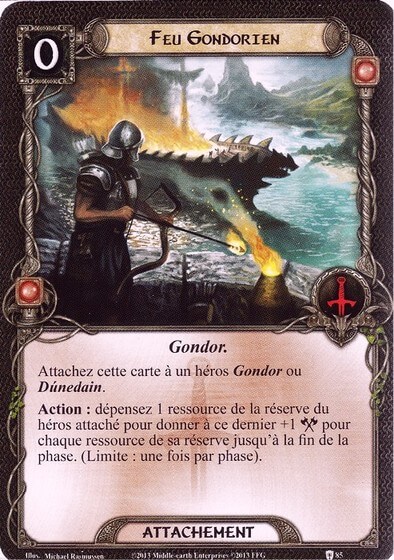 0
FEU GONDORIEN
Gondor.
Attachez cette carte à un héros Gondor ou
Dúnedain.
Action : dépensez 1 ressource de la réserve du
héros attaché pour donner à ce dernier +1 pour
chaque ressource de sa réserve jusqu'à la fin de la
phase. (Limite : une fois par phase).
ATTACHEMENT
Illus. Michael Rasmussen ©2013 Middle-earth Enterprises ©2013 FFG 85